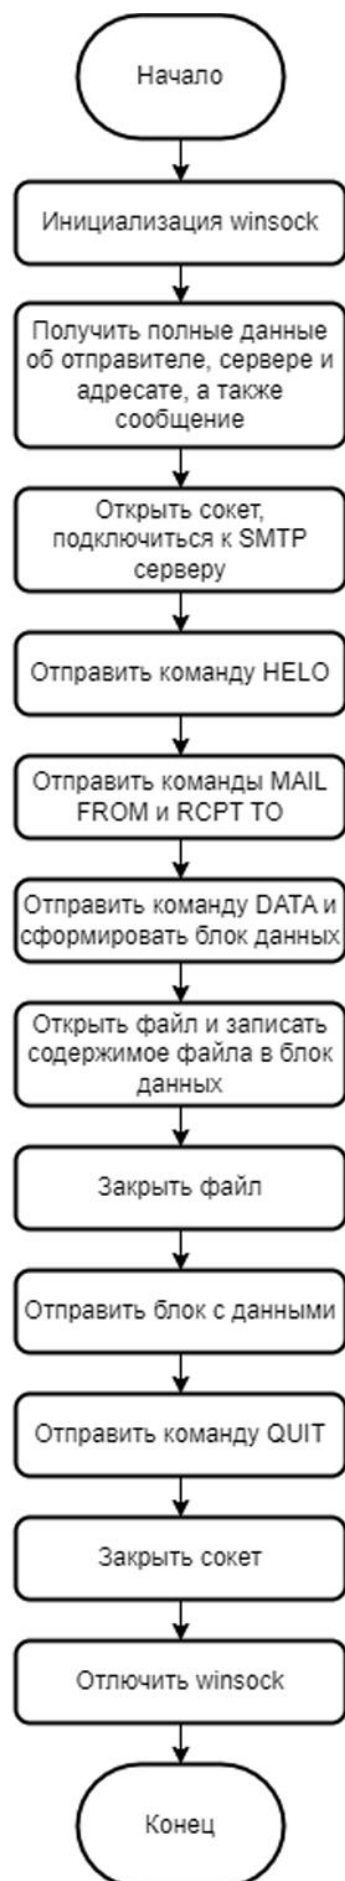 Начало
Инициализация winsock
Получить полные данные
об отправителе, сервере и
адресате, а также
сообщение
Открыть сокет,
подключиться к SMTP
серверу
Отправить команду HELO
Отправить команды MAIL
FROM и RCPT TO
Отправить команду DATA и
сформировать блок данных
Открыть файл и записать
содержимое файла в блок
данных
Закрыть файл
Отправить блок с данными
Отправить команду QUIT
Закрыть сокет
Отлючить winsock
Конец